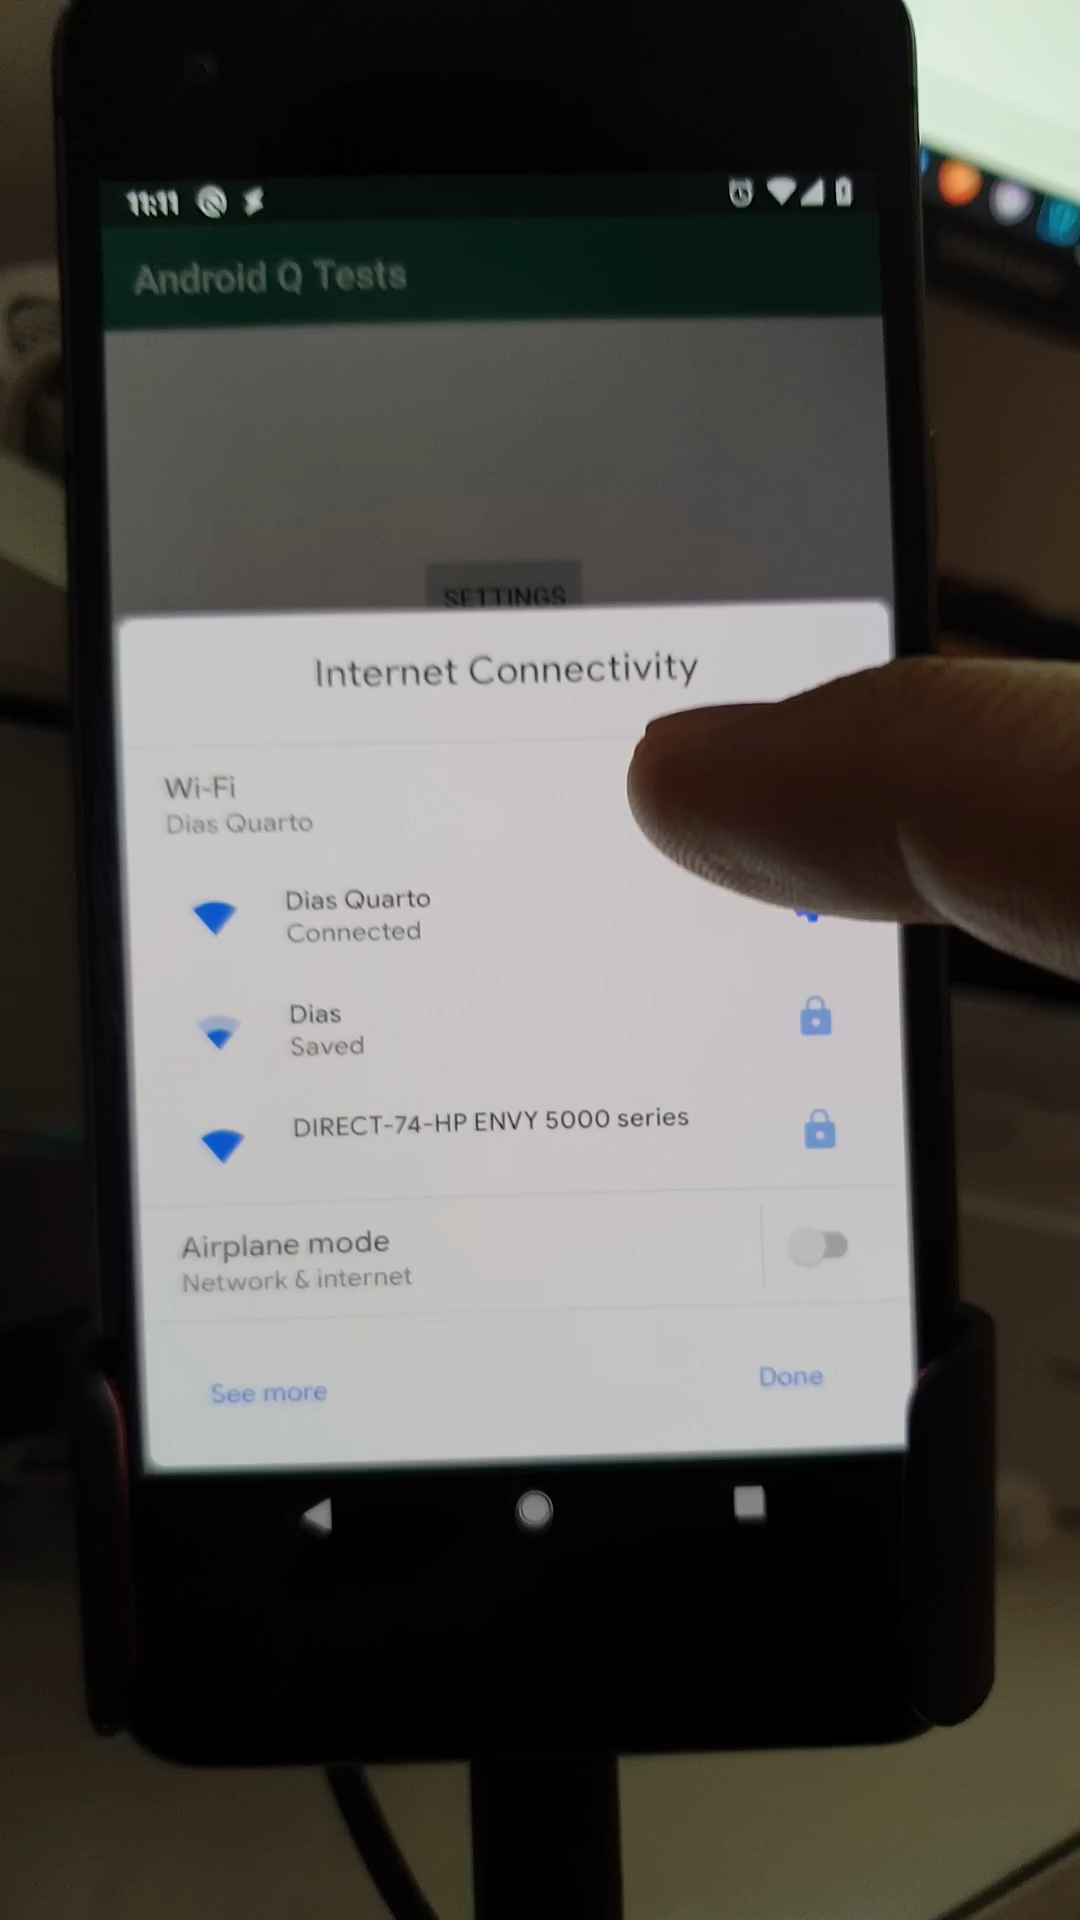 11:11
Android Q Tests
SETTINGS
Internet Connectivity
Wi-Fi
Dias Quarto
Dias Quarto
Connected
Dias
Saved
DIRECT-74-HP ENVY 5000 series
Airplane mode
Network & internet
See more
Done